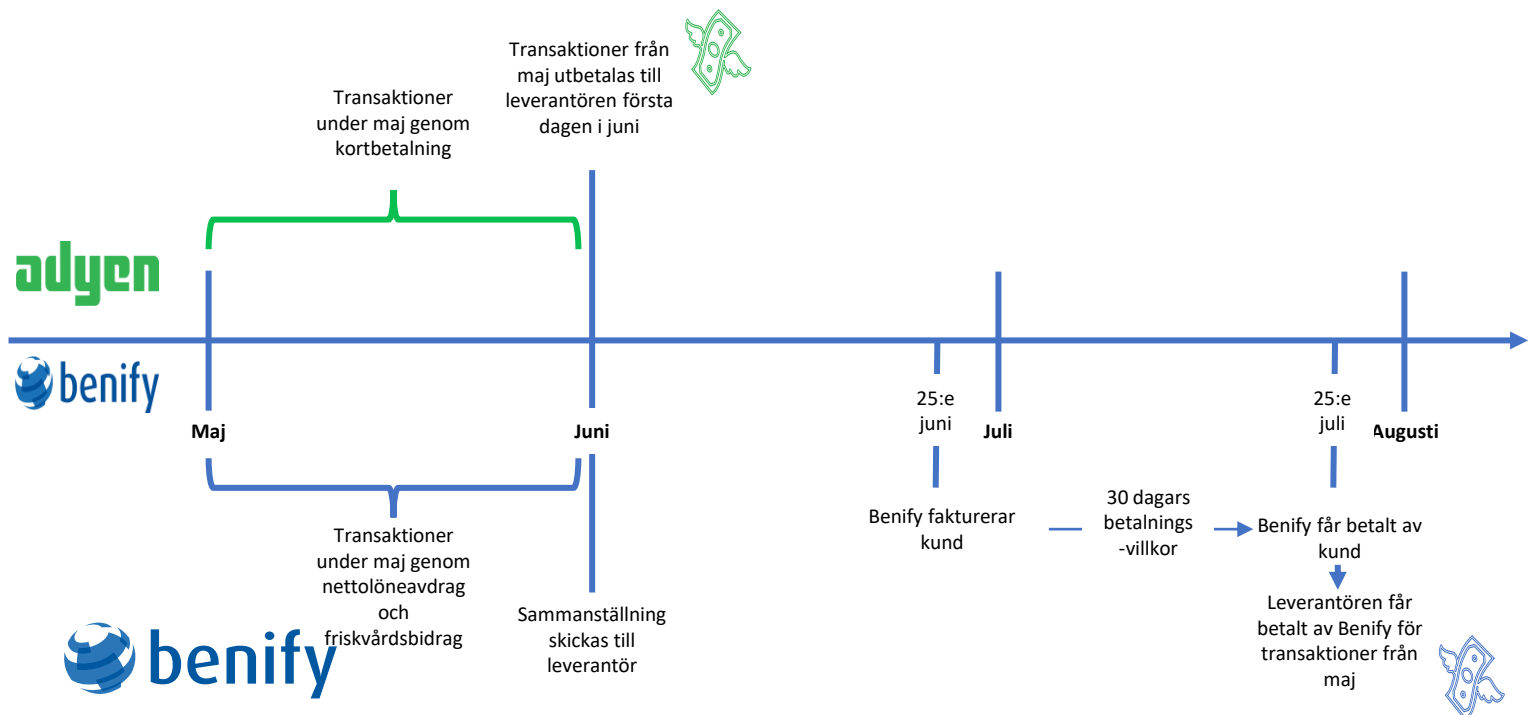 Transaktioner från
maj utbetalas till
leverantören första
dagen i juni
Transaktioner
under maj genom
kortbetalning
adyen
benify
25:e
juni
25:e
juli
Maj
Juni
Juli
Augusti
Transaktioner
under maj genom
nettolöneavdrag
och
friskvårdsbidrag
Sammanställning
skickas till
leverantör
Benify fakturerar
kund
30 dagars
betalnings
-villkor
Benify får betalt av
kund
Leverantören får
betalt av Benify för
transaktioner från
maj
benify